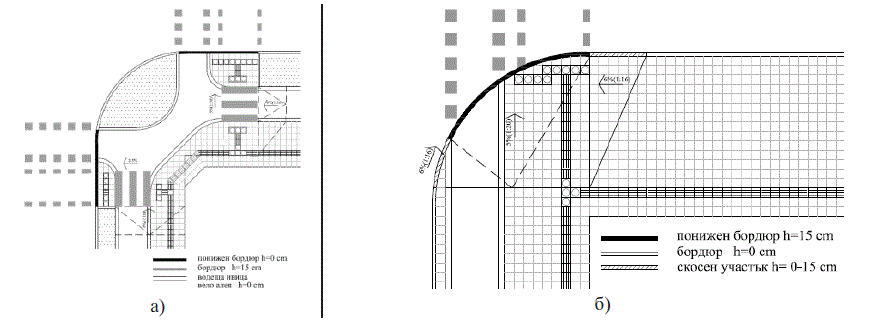 6%(1:16)
5%(1:20)
6%(1:16)
понижен бордюр h=0 cm
бордюр h=15 cm
водеща ивица
вело алея h=0 cm
а)
понижен бордюр h=15 cm
бордюр h=0 cm
скосен участък h= 0-15 cm
б)